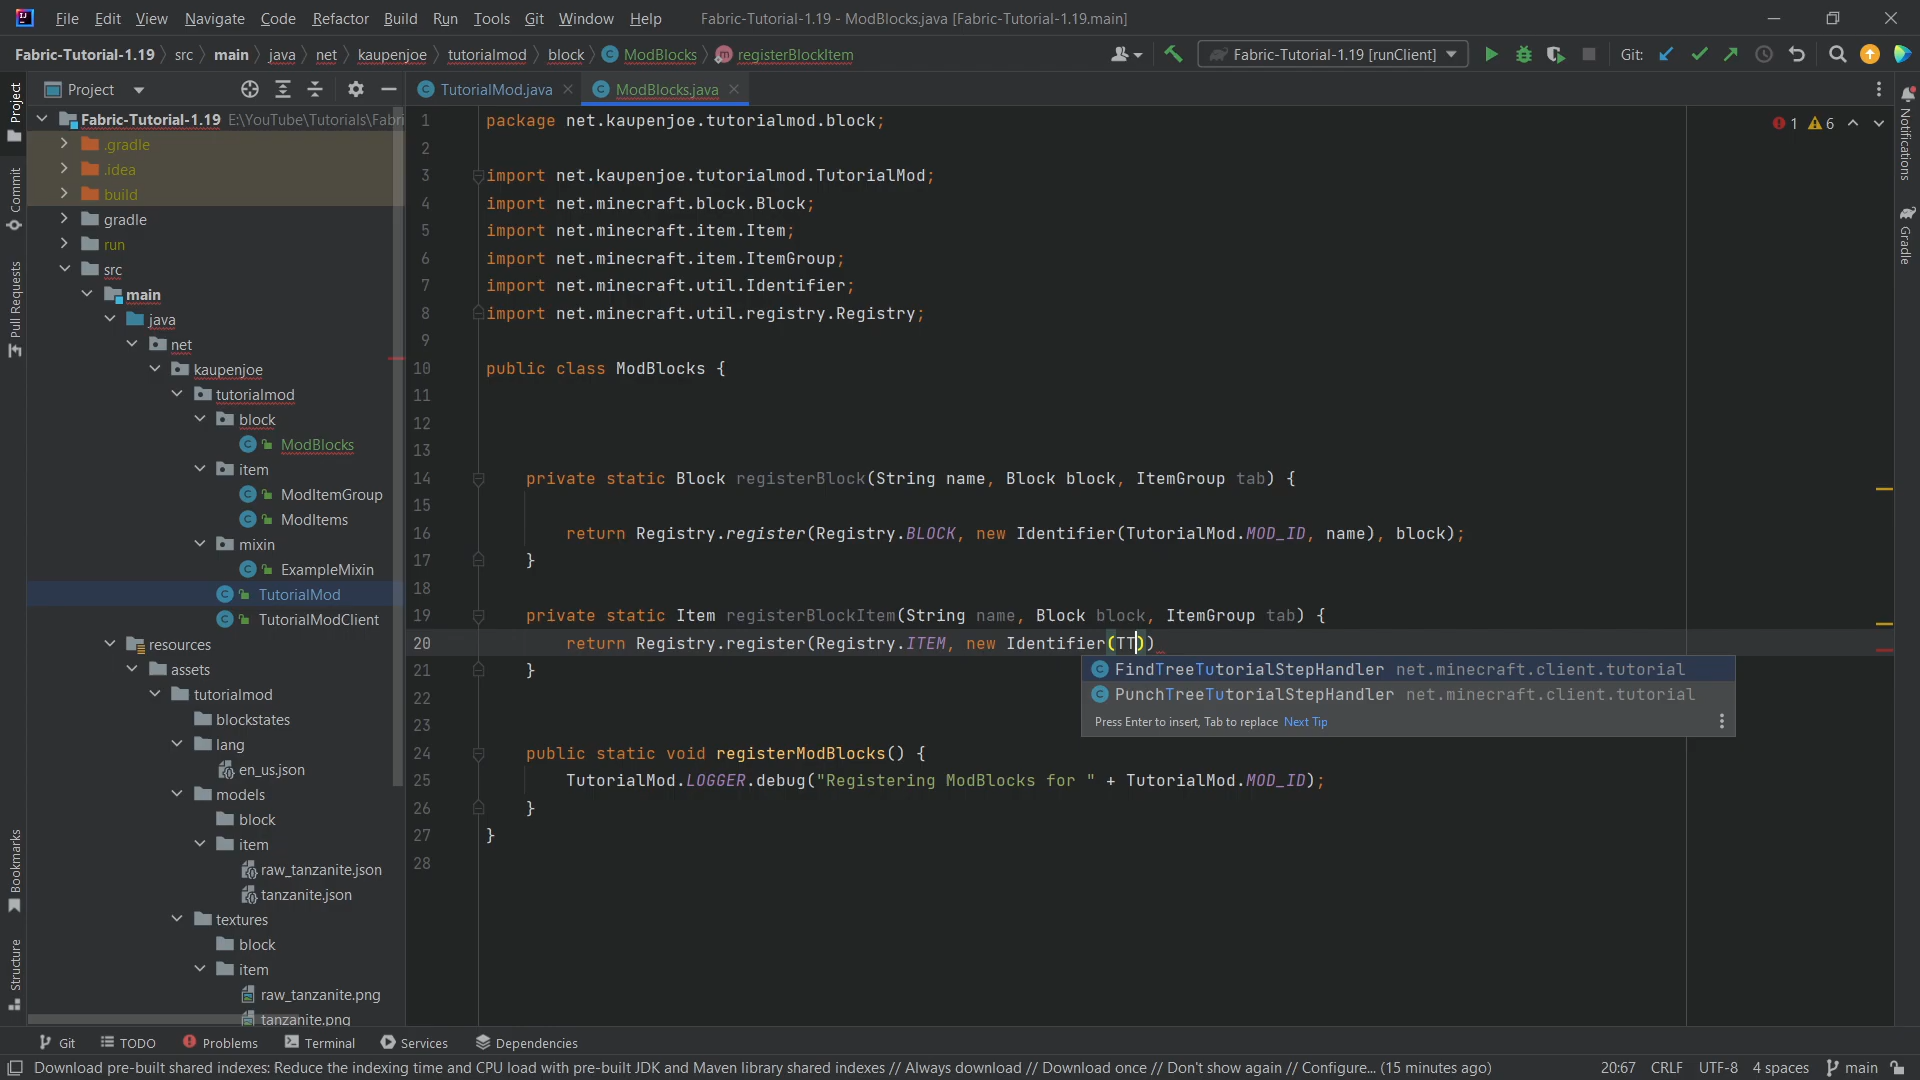 File Edit View Navigate Code Refactor Build Run Tools Git Window Help Fabric-Tutorial-1.19 - ModBlocks.java [Fabric-Tutorial-1.19.main]
Fabric-Tutorial-1.19 src main java net kaupenjoe tutorialmod block ModBlocks registerBlockItem Fabric-Tutorial-1.19 [runClient] Git:
Project
TutorialMod.java ModBlocks.java
Project
Commit
Pull Requests
Bookmarks
Structure
Fabric-Tutorial-1.19 E:\YouTube\Tutorials\Fabri
.gradle
.idea
build
gradle
run
src
main
java
net
kaupenjoe
tutorialmod
block
ModBlocks
item
ModItemGroup
ModItems
mixin
ExampleMixin
TutorialMod
TutorialModClient
resources
assets
tutorialmod
blockstates
lang
en_us.json
models
block
item
raw_tanzanite.json
tanzanite.json
textures
block
item
raw_tanzanite.png
tanzanite.png
1 package net.kaupenjoe.tutorialmod.block;
2
3 import net.kaupenjoe.tutorialmod.TutorialMod;
4 import net.minecraft.block.Block;
5 import net.minecraft.item.Item;
6 import net.minecraft.item.ItemGroup;
7 import net.minecraft.util.Identifier;
8 import net.minecraft.util.registry.Registry;
9
10 public class ModBlocks {
11
12
13
14 private static Block registerBlock(String name, Block block, ItemGroup tab) {
15
16 return Registry.register(Registry.BLOCK, new Identifier(TutorialMod.MOD_ID, name), block);
17 }
18
19 private static Item registerBlockItem(String name, Block block, ItemGroup tab) {
20 return Registry.register(Registry.ITEM, new Identifier(TT))
21 }
22
23
24 public static void registerModBlocks() {
25 TutorialMod.LOGGER.debug("Registering ModBlocks for " + TutorialMod.MOD_ID);
26 }
27 }
28
1 6
FindTreeTutorialStepHandler net.minecraft.client.tutorial
PunchTreeTutorialStepHandler net.minecraft.client.tutorial
Press Enter to insert, Tab to replace Next Tip
Notifications
Gradle
Git TODO Problems Terminal Services Dependencies
Download pre-built shared indexes: Reduce the indexing time and CPU load with pre-built JDK and Maven library shared indexes // Always download // Download once // Don't show again // Configure... (15 minutes ago) 20:67 CRLF UTF-8 4 spaces main